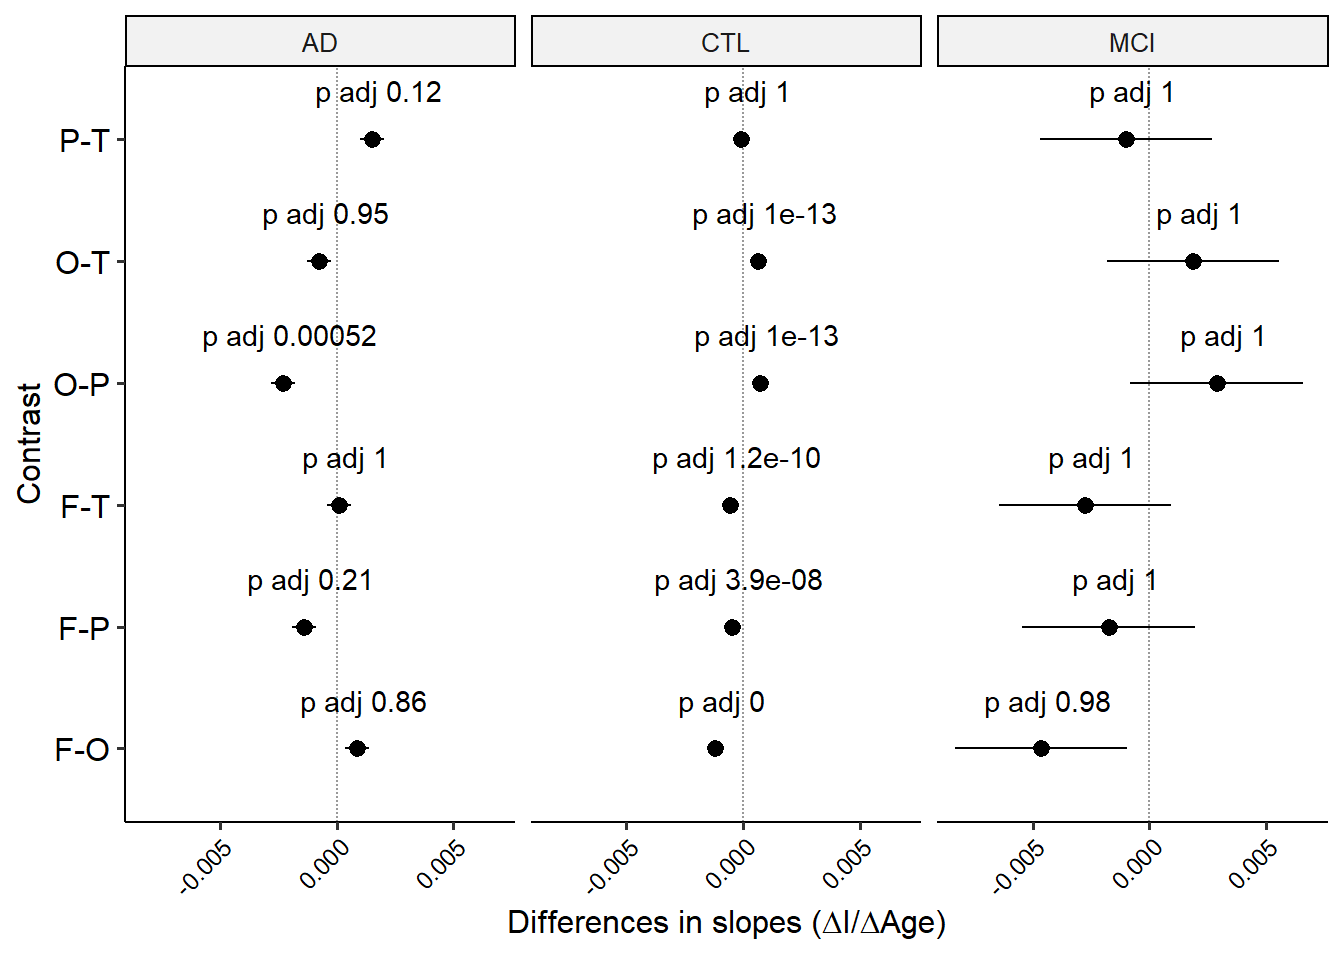 AD CTL MCI
p adj 0.12 p adj 1 p adj 1
P-T
p adj 0.95 p adj 1e-13 p adj 1
O-T
p adj 0.00052 p adj 1e-13 p adj 1
O-P
p adj 1 p adj 1.2e-10 p adj 1
F-T
p adj 0.21 p adj 3.9e-08 p adj 1
F-P
p adj 0.86 p adj 0 p adj 0.98
F-O
Contrast
-0.005 0.000 0.005 -0.005 0.000 0.005 -0.005 0.000 0.005
Differences in slopes (ΔI/ΔAge)